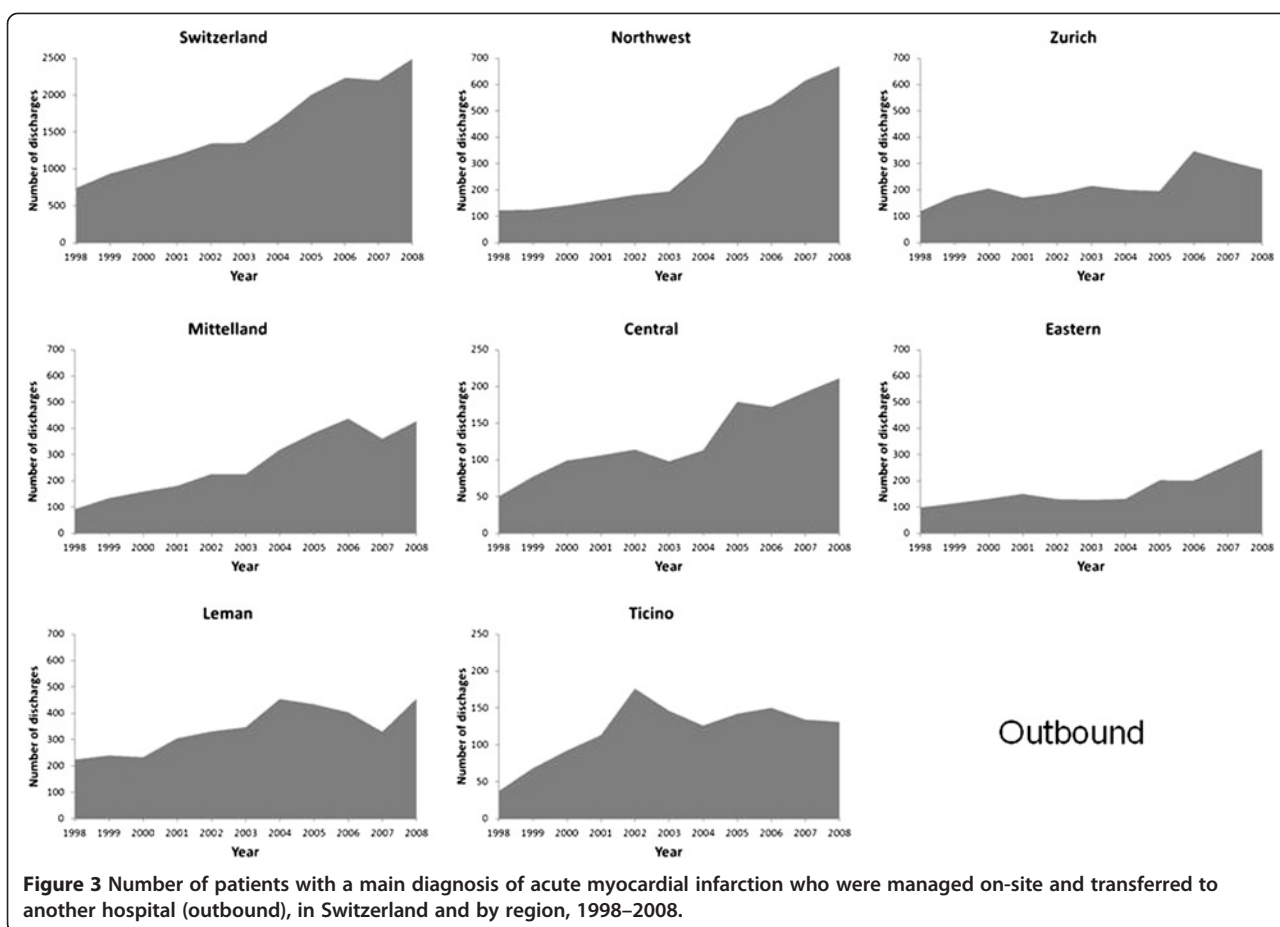 Switzerland
Number of discharges
2500
2000
1500
1000
500
0
1998 1999 2000 2001 2002 2003 2004 2005 2006 2007 2008
Year
Northwest
Number of discharges
700
600
500
400
300
200
100
0
1998 1999 2000 2001 2002 2003 2004 2005 2006 2007 2008
Year
Zurich
Number of discharges
700
600
500
400
300
200
100
0
1998 1999 2000 2001 2002 2003 2004 2005 2006 2007 2008
Year
Mittelland
Number of discharges
700
600
500
400
300
200
100
0
1998 1999 2000 2001 2002 2003 2004 2005 2006 2007 2008
Year
Central
Number of discharges
250
200
150
100
50
0
1998 1999 2000 2001 2002 2003 2004 2005 2006 2007 2008
Year
Eastern
Number of discharges
700
600
500
400
300
200
100
0
1998 1999 2000 2001 2002 2003 2004 2005 2006 2007 2008
Year
Leman
Number of discharges
700
600
500
400
300
200
100
0
1998 1999 2000 2001 2002 2003 2004 2005 2006 2007 2008
Year
Ticino
Number of dischages
250
200
150
100
50
0
1998 1999 2000 2001 2002 2003 2004 2005 2006 2007 2008
Year
Outbound
Figure 3 Number of patients with a main diagnosis of acute myocardial infarction who were managed on-site and transferred to
another hospital (outbound), in Switzerland and by region, 1998–2008.